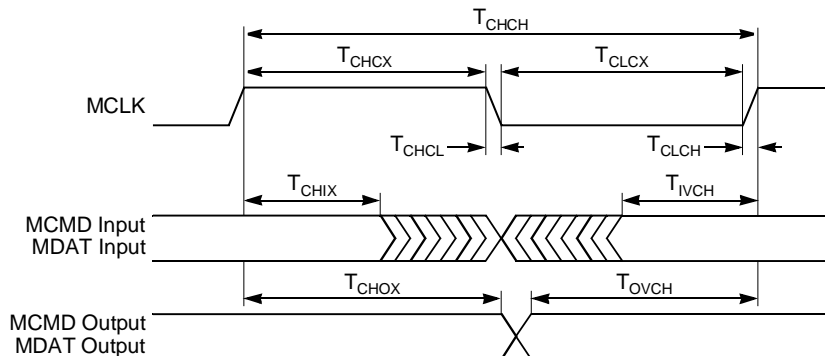 TCHCH
TCHCX
TCLCX
MCLK
TCHCL
TCLCH
TCHIX
TIVCH
MCMD Input
MDAT Input
TCHOX
TOVCH
MCMD Output
MDAT Output